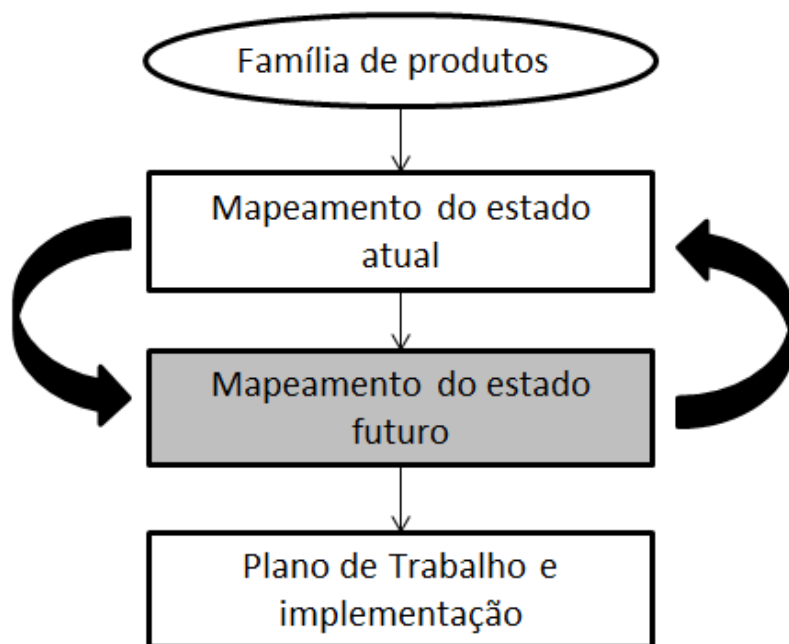 Família de produtos
Mapeamento do estado
atual
Mapeamento do estado
futuro
Plano de Trabalho e
implementação